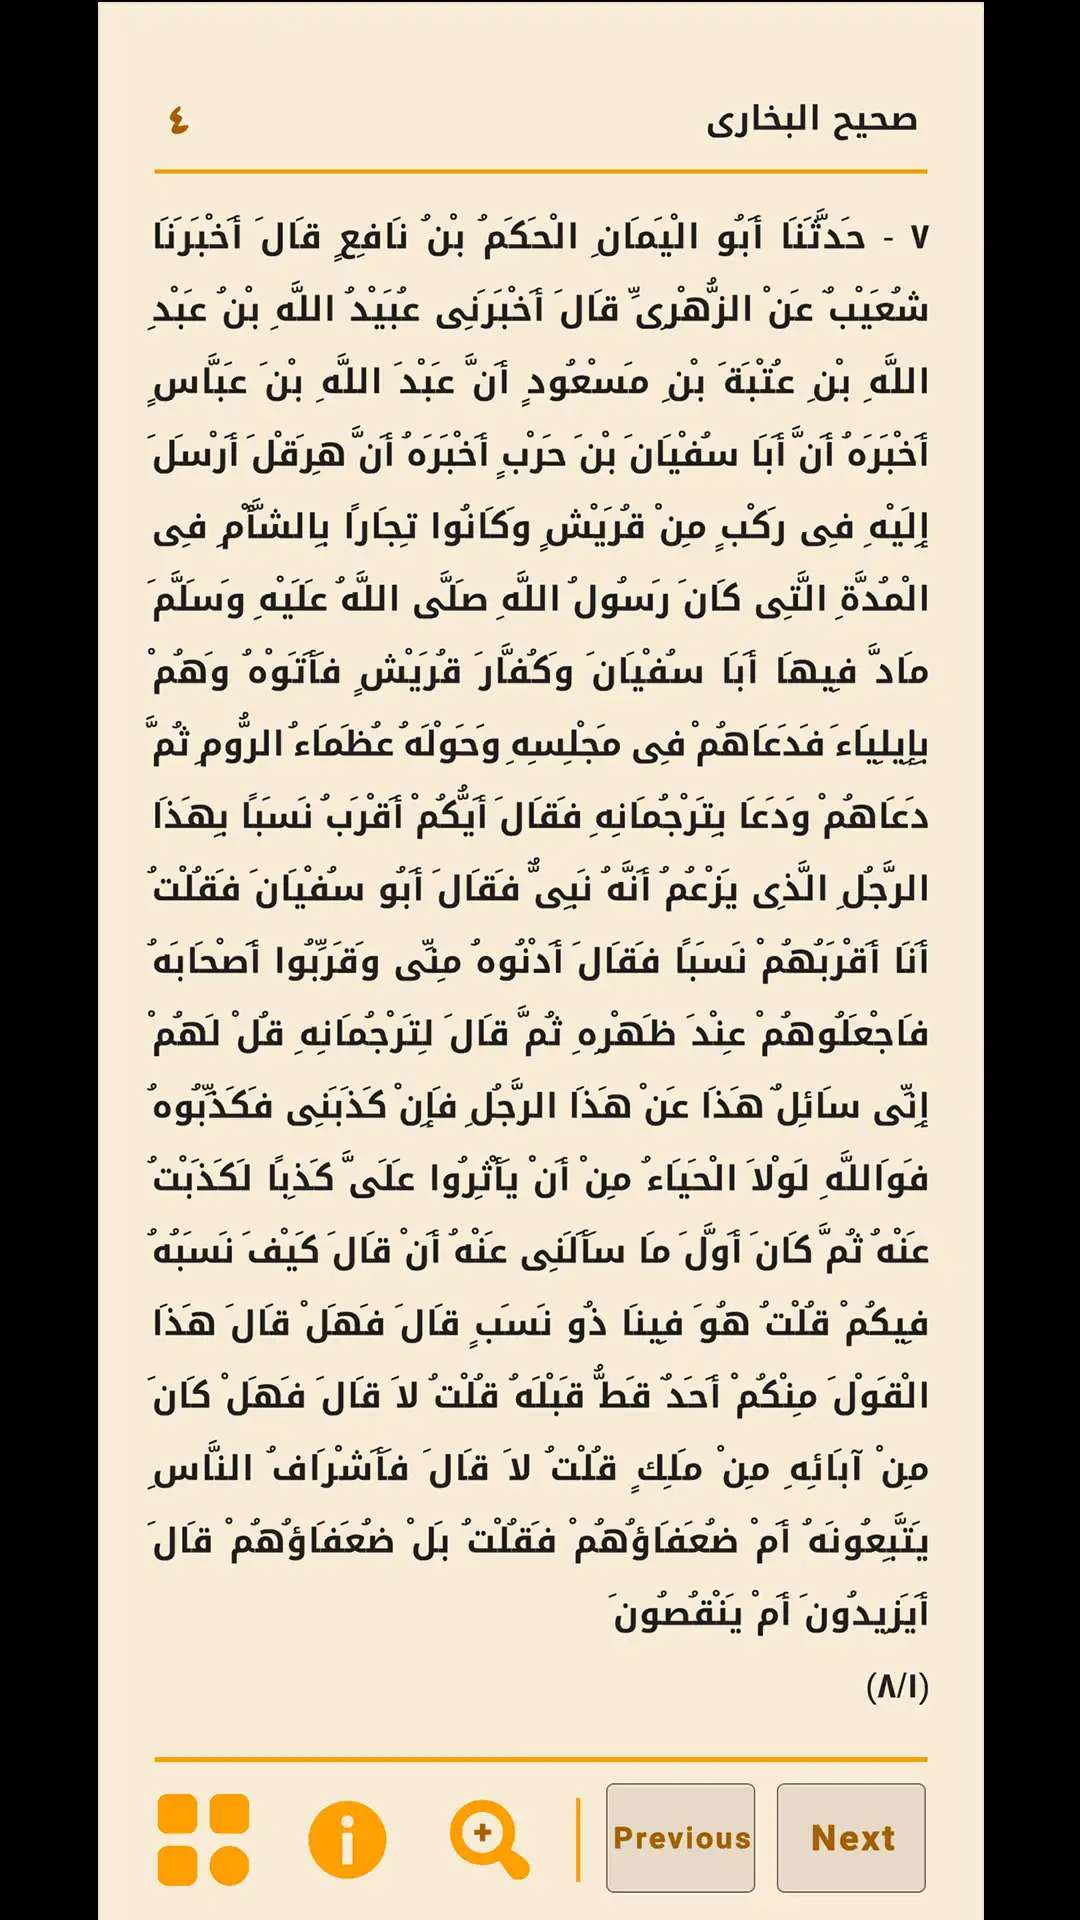 صحيح البخارى
٤
٧ - حَدَّثَنَا أَبُو الْيَمَانِ الْحَكَمُ بْنُ نَافِعٍ قَالَ أَخْبَرَنَا
شُعَيْبٌ عَنْ الزُّهْرِىِّ قَالَ أَخْبَرَنِى عُبَيْدُ اللَّهِ بْنُ عَبْدِ
اللَّهِ بْنِ عُتْبَةَ بْنِ مَسْعُودٍ أَنَّ عَبْدَ اللَّهِ بْنَ عَبَّاسٍ
أَخْبَرَهُ أَنَّ أَبَا سُفْيَانَ بْنَ حَرْبٍ أَخْبَرَهُ أَنَّ هِرَقْلَ أَرْسَلَ
إِلَيْهِ فِى رَكْبٍ مِنْ قُرَيْشٍ وَكَانُوا تِجَارًا بِالشَّأْمِ فِى
الْمُدَّةِ الَّتِى كَانَ رَسُولُ اللَّهِ صَلَّى اللَّهُ عَلَيْهِ وَسَلَّمَ
مَادَّ فِيهَا أَبَا سُفْيَانَ وَكُفَّارَ قُرَيْشٍ فَأَتَوْهُ وَهُمْ
بِإِيلِيَاءَ فَدَعَاهُمْ فِى مَجْلِسِهِ وَحَوْلَهُ عُظَمَاءُ الرُّومِ ثُمَّ
دَعَاهُمْ وَدَعَا بِتَرْجُمَانِهِ فَقَالَ أَيُّكُمْ أَقْرَبُ نَسَبًا بِهَذَا
الرَّجُلِ الَّذِى يَزْعُمُ أَنَّهُ نَبِىٌّ فَقَالَ أَبُو سُفْيَانَ فَقُلْتُ
أَنَا أَقْرَبُهُمْ نَسَبًا فَقَالَ أَدْنُوهُ مِنِّى وَقَرِّبُوا أَصْحَابَهُ
فَاجْعَلُوهُمْ عِنْدَ ظَهْرِهِ ثُمَّ قَالَ لِتَرْجُمَانِهِ قُلْ لَهُمْ
إِنِّى سَائِلٌ هَذَا عَنْ هَذَا الرَّجُلِ فَإِنْ كَذَبَنِى فَكَذِّبُوهُ
فَوَاللَّهِ لَوْلَا الْحَيَاءُ مِنْ أَنْ يَأْثِرُوا عَلَىَّ كَذِبًا لَكَذَبْتُ
عَنْهُ ثُمَّ كَانَ أَوَّلَ مَا سَأَلَنِى عَنْهُ أَنْ قَالَ كَيْفَ نَسَبُهُ
فِيكُمْ قُلْتُ هُوَ فِينَا ذُو نَسَبٍ قَالَ فَهَلْ قَالَ هَذَا
الْقَوْلَ مِنْكُمْ أَحَدٌ قَطُّ قَبْلَهُ قُلْتُ لَا قَالَ فَهَلْ كَانَ
مِنْ آبَائِهِ مِنْ مَلِكٍ قُلْتُ لَا قَالَ فَأَشْرَافُ النَّاسِ
يَتَّبِعُونَهُ أَمْ ضُعَفَاؤُهُمْ فَقُلْتُ بَلْ ضُعَفَاؤُهُمْ قَالَ
أَيَزِيدُونَ أَمْ يَنْقُصُونَ
(٨/١)
Previous
Next